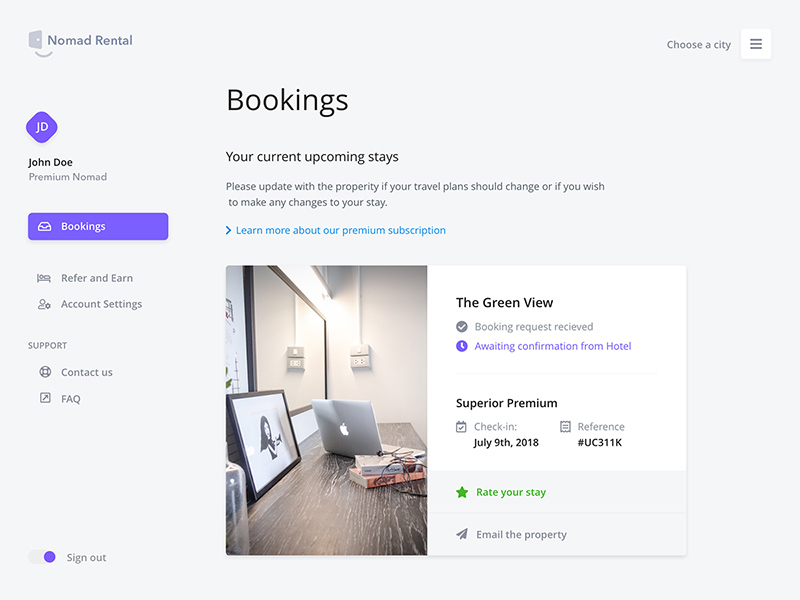 Nomad Rental
Choose a city
JD
John Doe
Premium Nomad
Bookings
Refer and Earn
Account Settings
SUPPORT
Contact us
FAQ
Sign out
Bookings
Your current upcoming stays
Please update with the properity if your travel plans should change or if you wish
to make any changes to your stay.
Learn more about our premium subscription
The Green View
Booking request recieved
Awaiting confirmation from Hotel
Superior Premium
Check-in:
July 9th, 2018
Reference
#UC311K
Rate your stay
Email the property